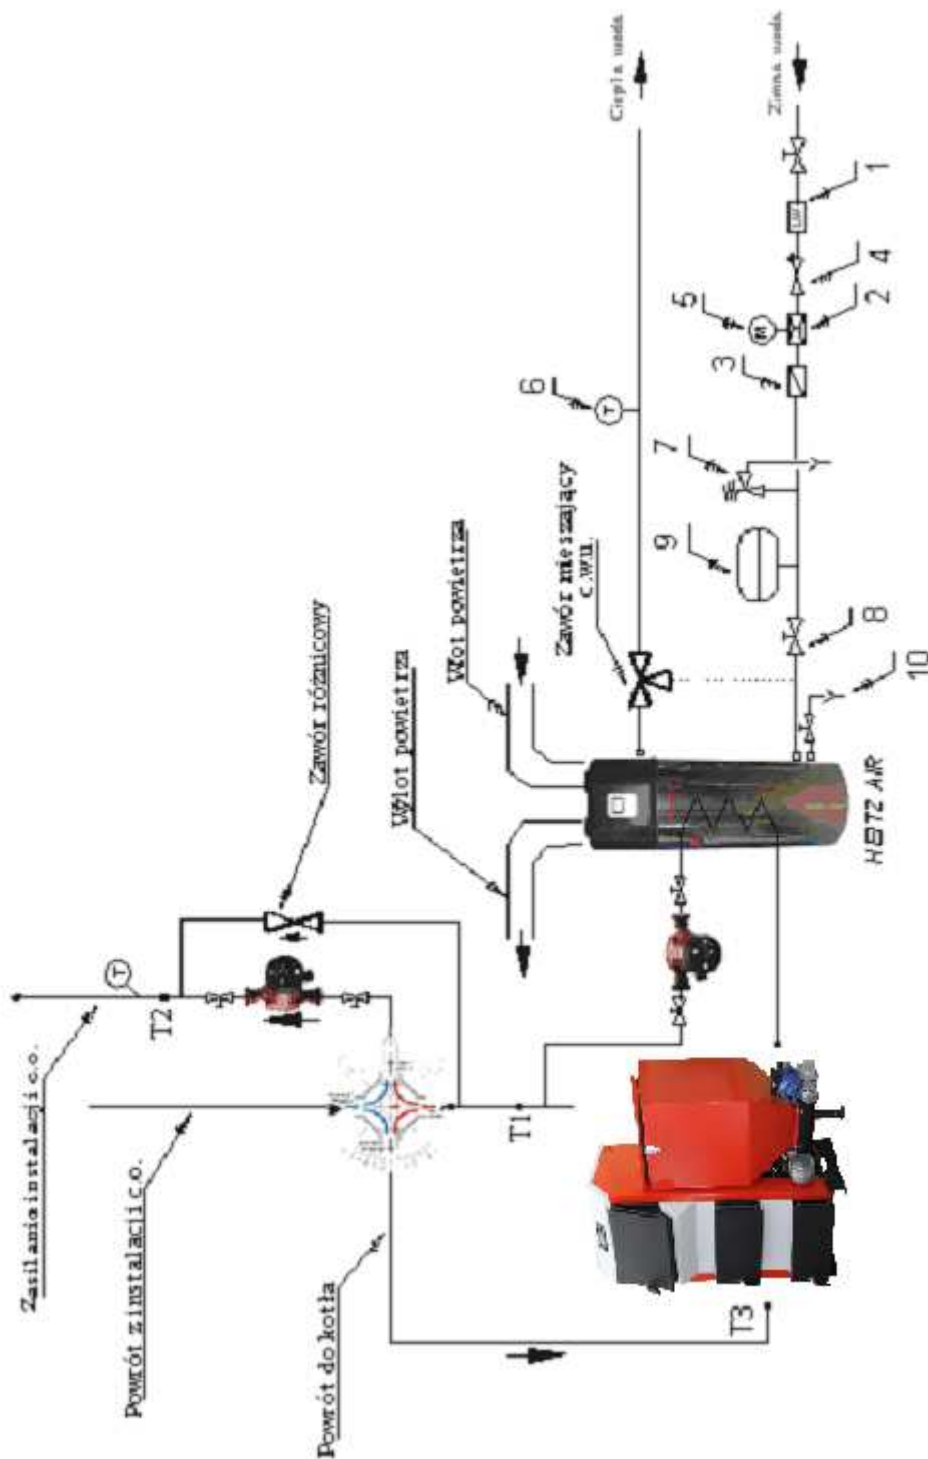 Zasilanie instalacji c.o.
Powrót z instalacji c.o.
Powrót do kotła
T2
T
T1
T3
Zawór różnicowy
Wylot powietrza
Wlot powietrza
Zawór mieszający
c.w.u.
HEITZ AIR
6
T
Ciepła woda
Zimna woda
1
4
2
5
M
3
7
9
8
10